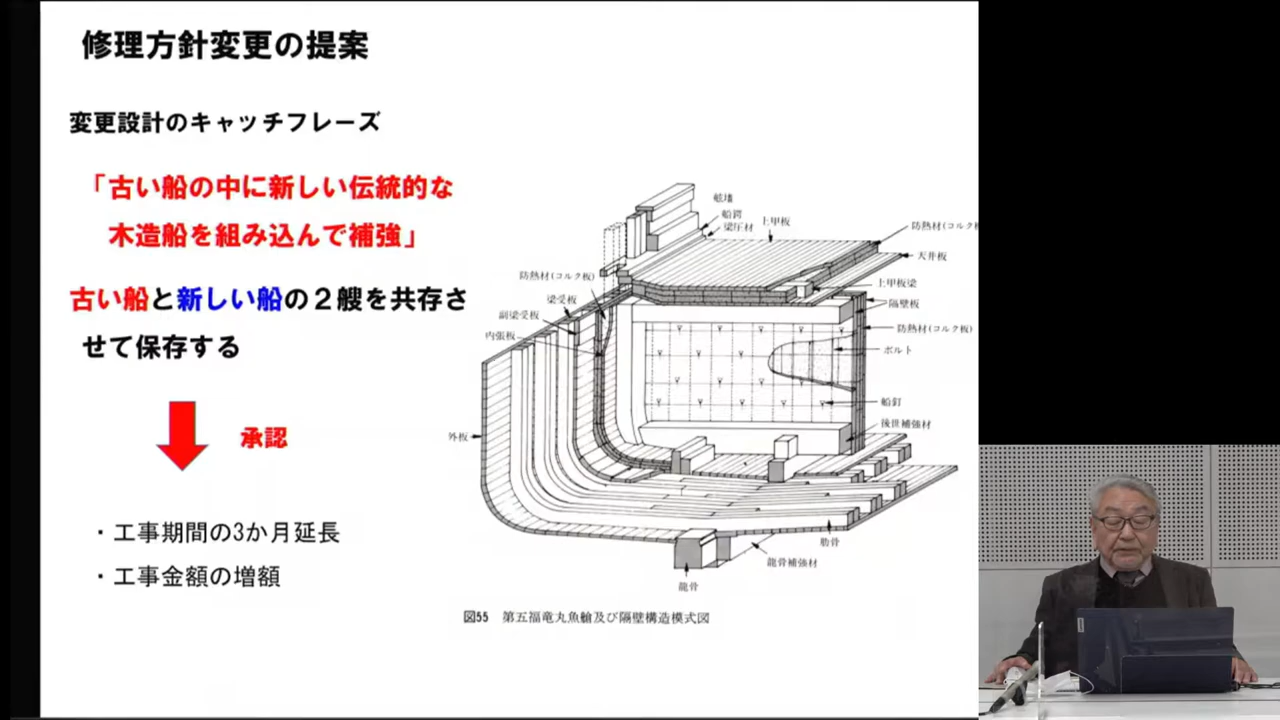 修理方針変更の提案
変更設計のキャッチフレーズ
「古い船の中に新しい伝統的な
木造船を組み込んで補強」
古い船と新しい船の２艘を共存さ
せて保存する
承認
・工事期間の3か月延長
・工事金額の増額
船鍔
梁圧材
上甲板
防熱材(コルク板)
天井板
上甲板梁
隔壁板
防熱材(コルク板)
ボルト
船釘
後世補強材
防熱材(コルク板)
梁受板
副梁受板
内張板
外板
肋骨
龍骨補強材
龍骨
図55 第五福竜丸魚艙及び隔壁構造模式図